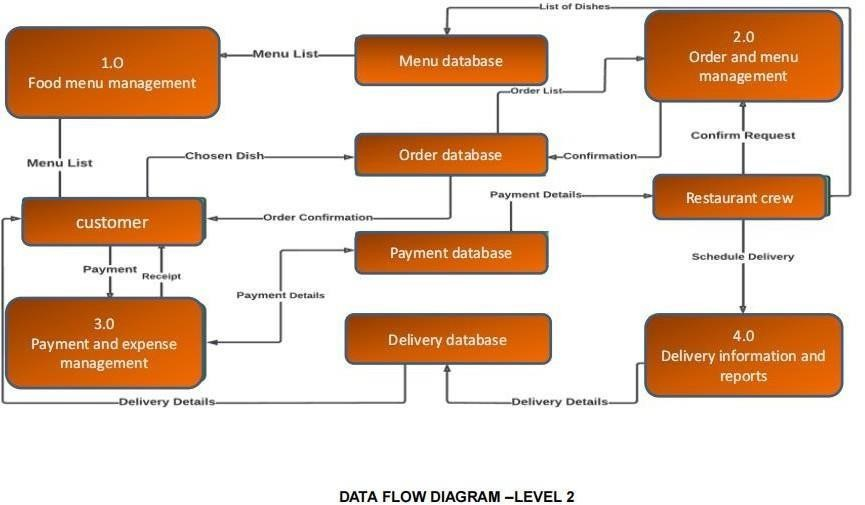 List of Dishes
1.O
Food menu management
Menu List
Menu database
2.0
Order and menu
management
Order List
Menu List
Chosen Dish
Order database
Confirmation
Confirm Request
customer
Order Confirmation
Payment Details
Restaurant crew
Payment database
Payment
Receipt
Schedule Delivery
Payment Details
3.0
Payment and expense
management
Delivery database
4.0
Delivery information and
reports
Delivery Details
Delivery Details
DATA FLOW DIAGRAM –LEVEL 2